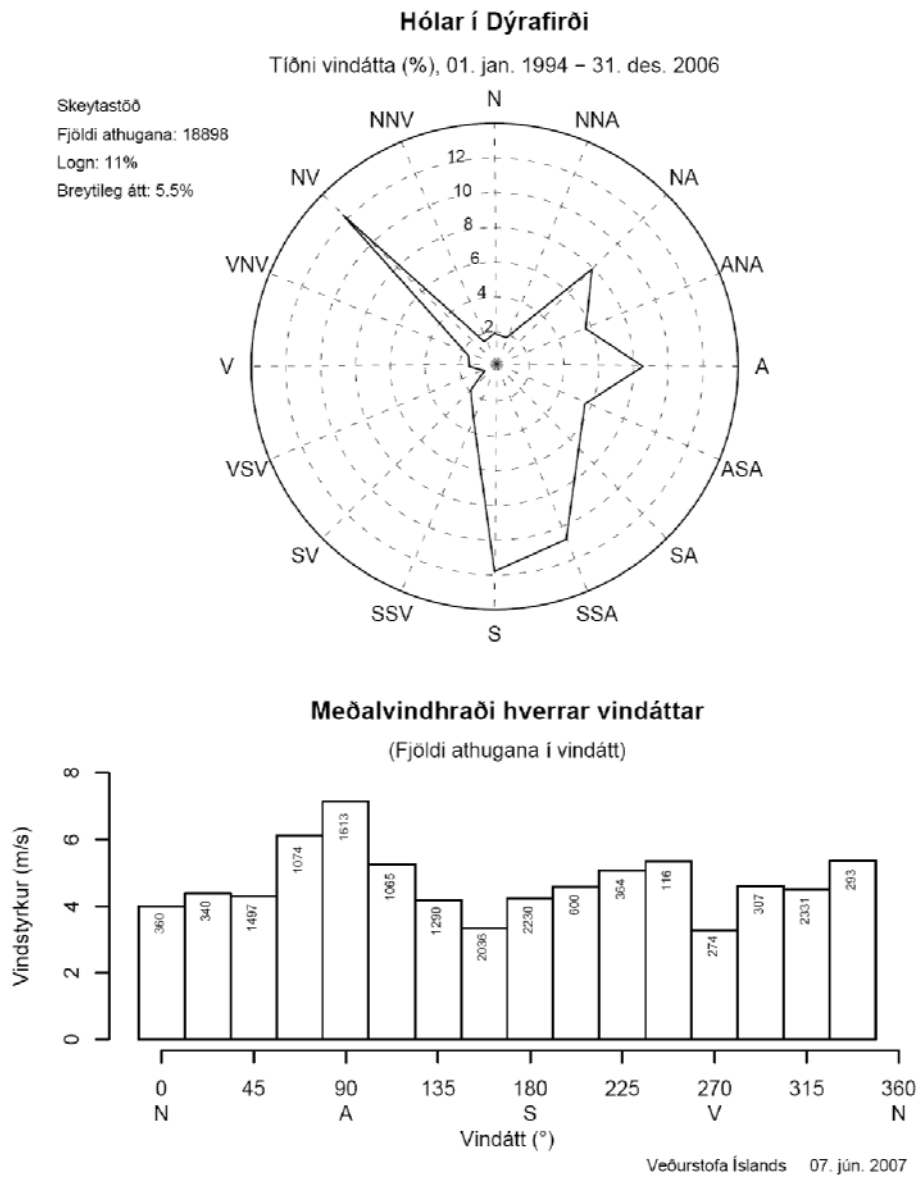 Hólar í Dýrafirði
Tíðni vindátta (%), 01. jan. 1994 – 31. des. 2006
Skeytastöð
Fjöldi athugana: 18898
Logn: 11%
Breytileg átt: 5.5%
N
NNV
NNA
NV
NA
VNV
ANA
V
A
VSV
ASA
SV
SA
SSV
SSA
S
12
10
8
6
4
2
Meðalvindhraði hverrar vindáttar
(Fjöldi athugana í vindátt)
Vindstyrkur (m/s)
8
6
4
2
0
360
340
1497
1074
1613
1065
1290
2036
2230
600
364
116
274
307
2331
293
0 45 90 135 180 225 270 315 360
N A S V N
Vindátt (°)
Veðurstofa Íslands 07. jún. 2007